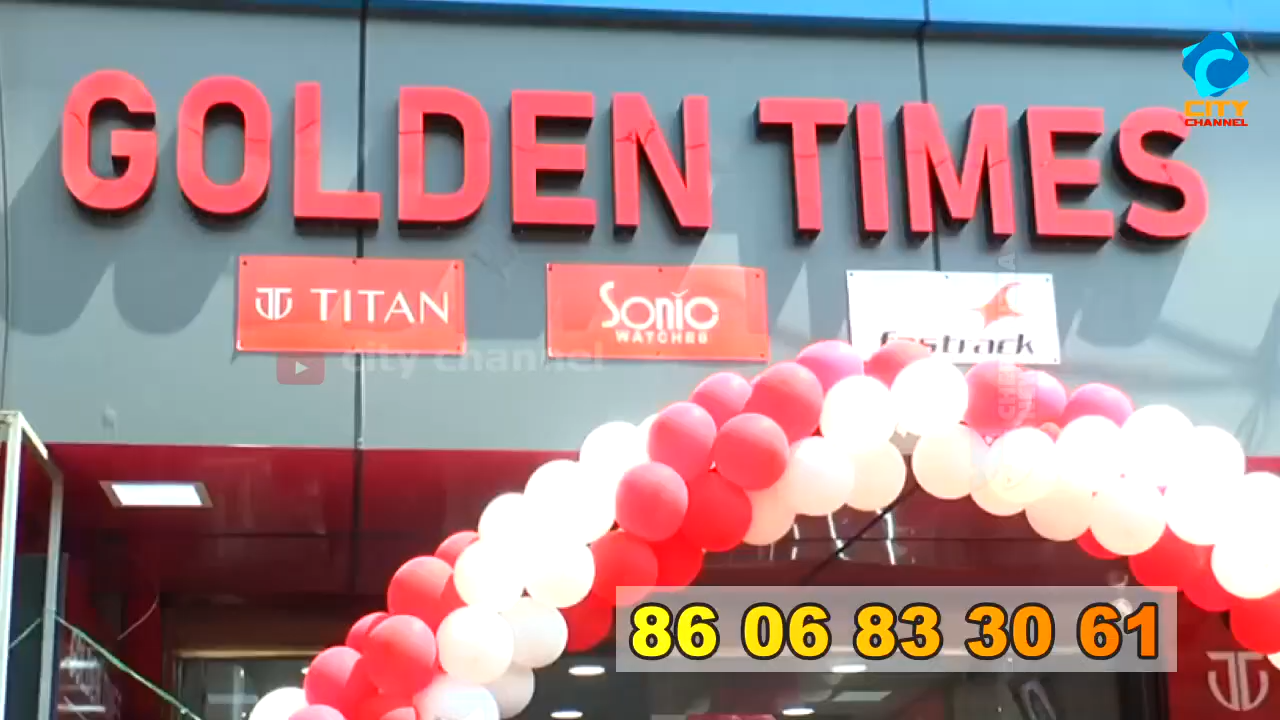 CITY
CHANNEL
GOLDEN TIMES
TITAN
Sonic
WATCHES
fastrack
city channel
86 06 83 30 61